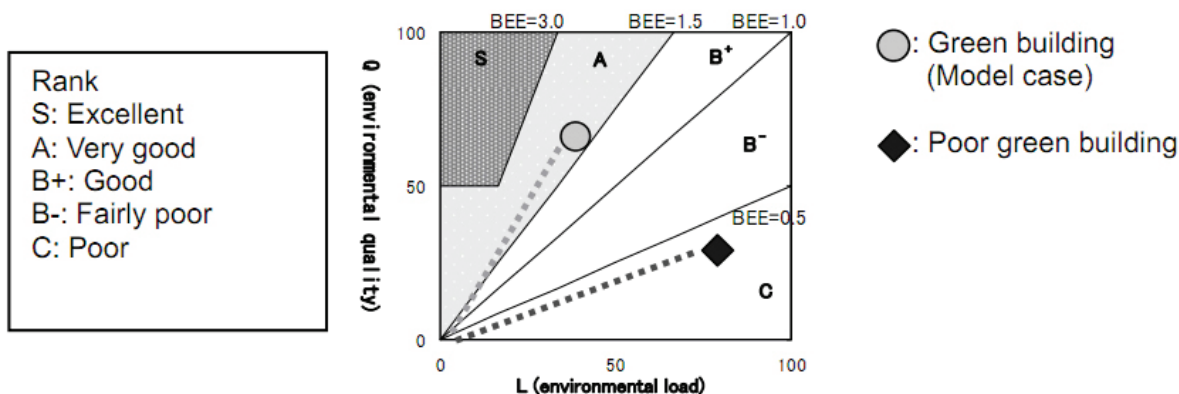 Rank
S: Excellent
A: Very good
B+: Good
B-: Fairly poor
C: Poor
BEE=3.0
BEE=1.5
BEE=1.0
100
S
A
B+
B-
50
BEE=0.5
C
0
0
50
100
Q (environmental quality)
L (environmental load)
: Green building
(Model case)
: Poor green building